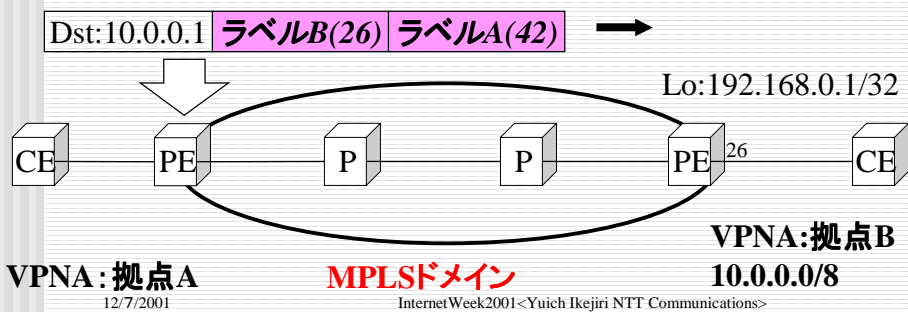 Dst:10.0.0.1 ラベルB(26) ラベルA(42)
Lo:192.168.0.1/32
CE PE P P PE 26 CE
VPNA:拠点B
VPNA:拠点A MPLSドメイン 10.0.0.0/8
12/7/2001 InternetWeek2001<Yuich Ikejiri NTT Communications>